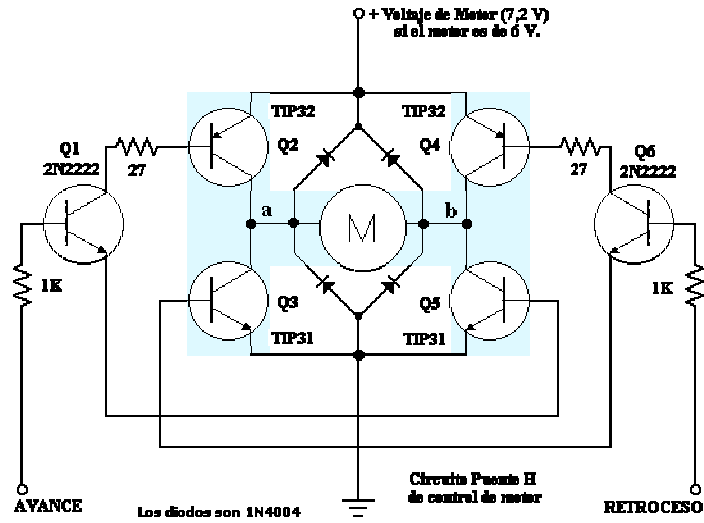 + Voltaje de Motor (7,2 V)
si el motor es de 6 V.
TIP32
TIP32
Q1
2N2222
27
Q2
Q4
27
Q6
2N2222
a
M
b
1K
Q3
Q5
1K
TIP31
TIP31
AVANCE
Los diodos son 1N4004
Circuito Puente H
de control de motor
RETROCESO